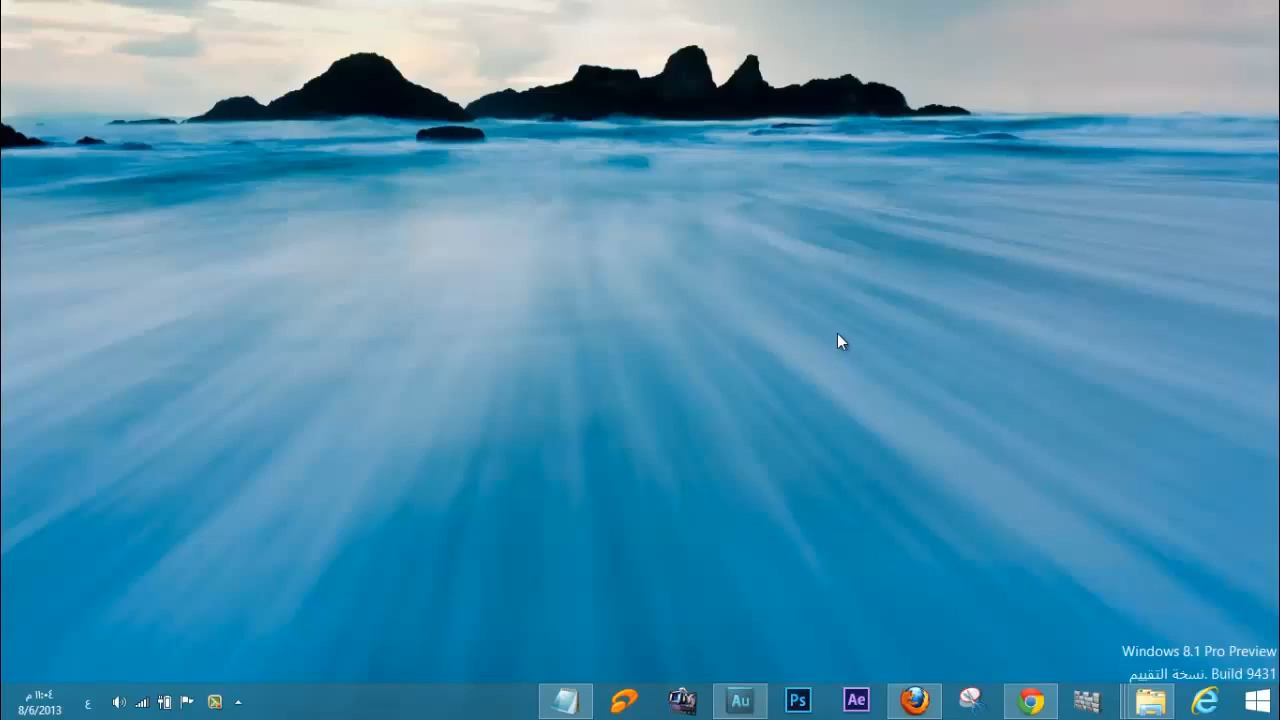 Windows 8.1 Pro Preview
نسخة التقييم. Build 9431
Au
Ps
Ae
ع
١١:٠٤ م
8/6/2013